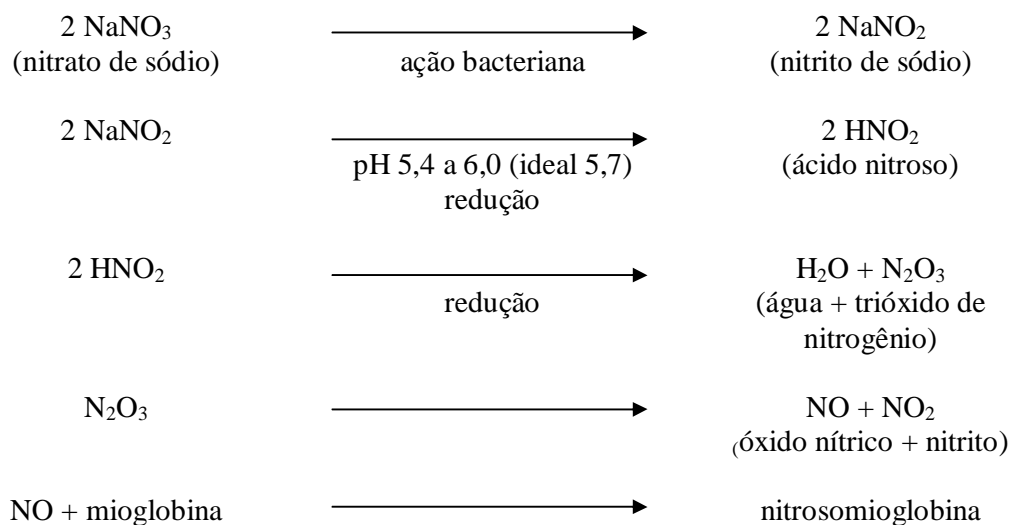 2 NaNO₃ 2 NaNO₂
(nitrato de sódio) ação bacteriana (nitrito de sódio)
2 NaNO₂ 2 HNO₂
pH 5,4 a 6,0 (ideal 5,7) (ácido nitroso)
redução
2 HNO₂ H₂O + N₂O₃
redução (água + trióxido de
nitrogênio)
N₂O₃ NO + NO₂
(óxido nítrico + nitrito)
NO + mioglobina nitrosomioglobina